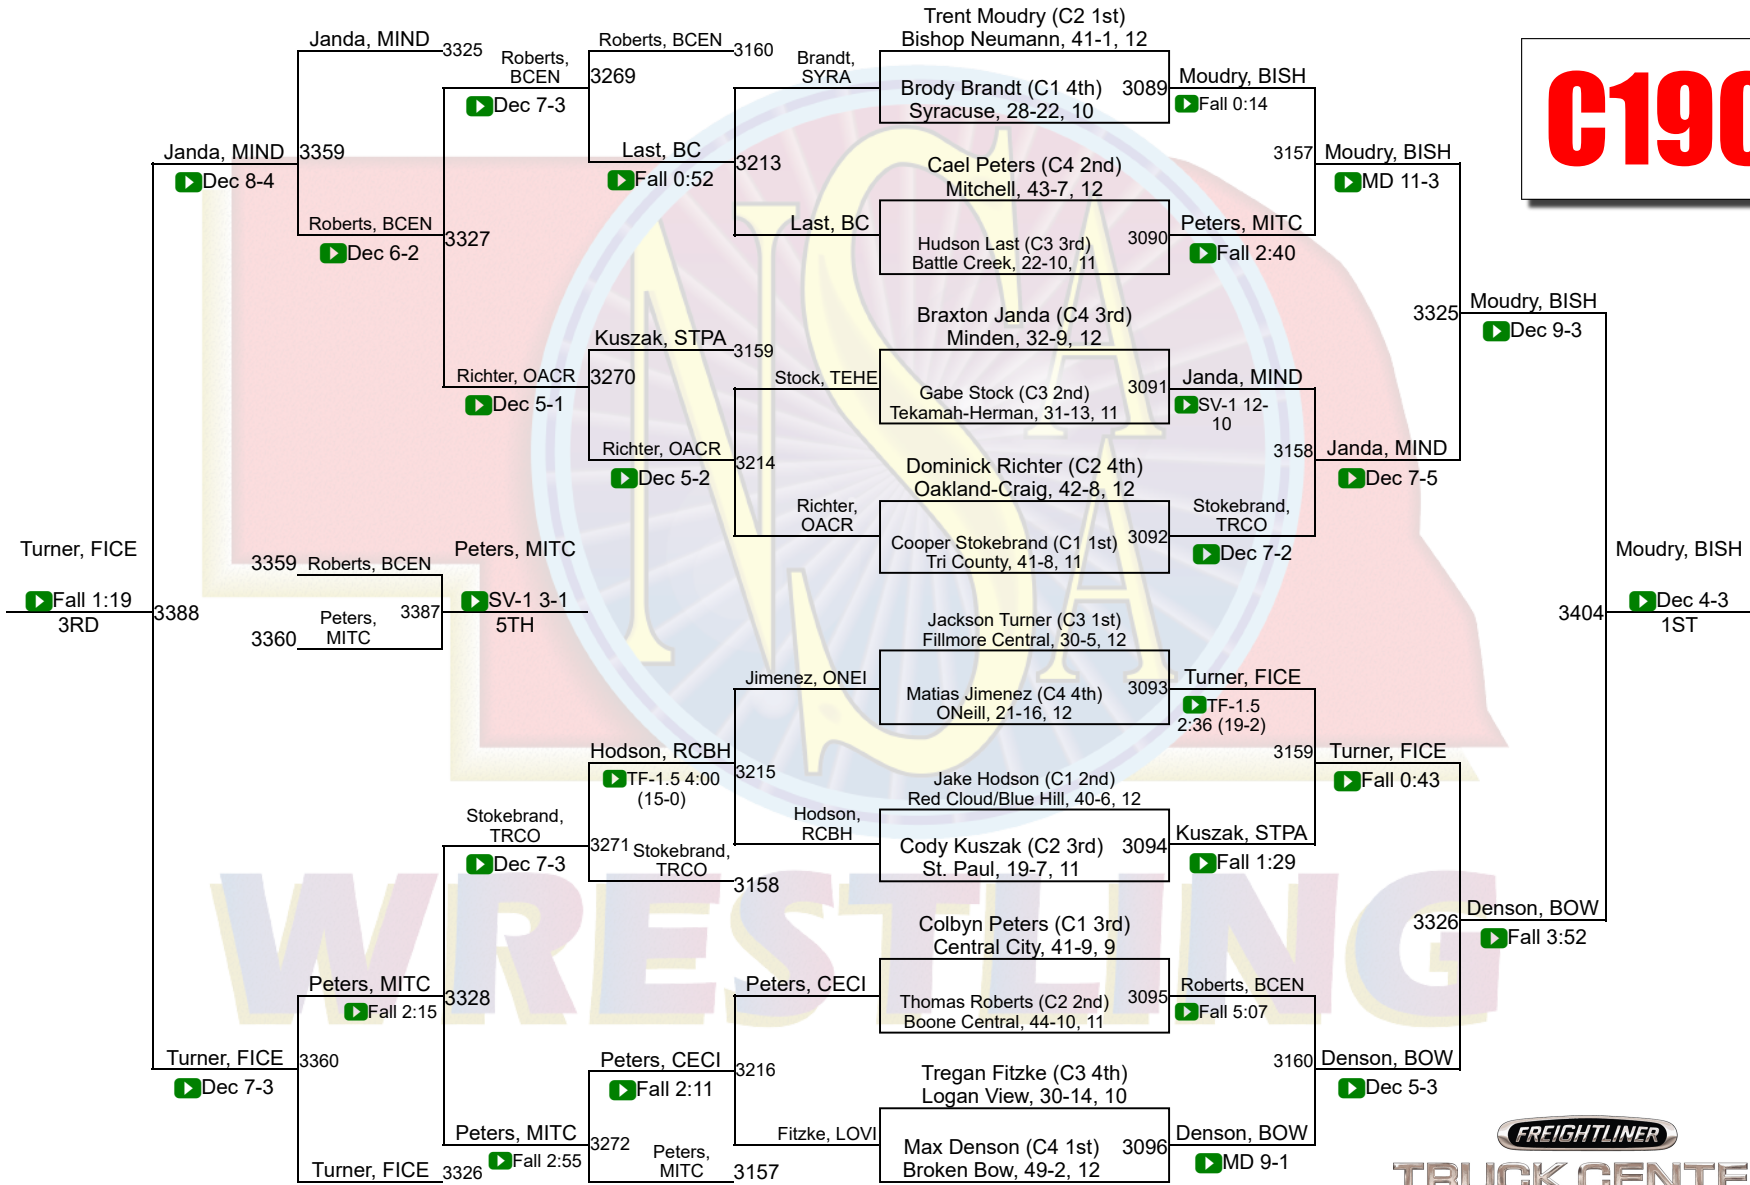 Trent Moudry (C2 1st)
Bishop Neumann, 41-1, 12
Brody Brandt (C1 4th)
Syracuse, 28-22, 10
3089
Cael Peters (C4 2nd)
Mitchell, 43-7, 12
Hudson Last (C3 3rd)
Battle Creek, 22-10, 11
3090
Braxton Janda (C4 3rd)
Minden, 32-9, 12
Gabe Stock (C3 2nd)
Tekamah-Herman, 31-13, 11
3091
Dominick Richter (C2 4th)
Oakland-Craig, 42-8, 12
Cooper Stokebrand (C1 1st)
Tri County, 41-8, 11
3092
Jackson Turner (C3 1st)
Fillmore Central, 30-5, 12
Matias Jimenez (C4 4th)
ONeill, 21-16, 12
3093
Jake Hodson (C1 2nd)
Red Cloud/Blue Hill, 40-6, 12
Cody Kuszak (C2 3rd)
St. Paul, 19-7, 11
3094
Colbyn Peters (C1 3rd)
Central City, 41-9, 9
Thomas Roberts (C2 2nd)
Boone Central, 44-10, 11
3095
Tregan Fitzke (C3 4th)
Logan View, 30-14, 10
Max Denson (C4 1st)
Broken Bow, 49-2, 12
3096
Moudry, BISH
Fall 0:14
Peters, MITC
Fall 2:40
Janda, MIND
SV-1 12-
10
Stokebrand,
TRCO
Dec 7-2
Turner, FICE
TF-1.5
2:36 (19-2)
Kuszak, STPA
Fall 1:29
Roberts, BCEN
Fall 5:07
Denson, BOW
MD 9-1
3157
Moudry, BISH
MD 11-3
3158
Janda, MIND
Dec 7-5
3159
Turner, FICE
Fall 0:43
3160
Denson, BOW
Dec 5-3
3325
Moudry, BISH
Dec 9-3
3326
Denson, BOW
Fall 3:52
3404
Moudry, BISH
Dec 4-3
1ST
Brandt,
SYRA
Last, BC
3213
Stock, TEHE
Richter,
OACR
3214
Jimenez, ONEI
Hodson,
RCBH
3215
Peters, CECI
Fitzke, LOVI
3216
Roberts, BCEN
3160
Last, BC
Fall 0:52
3269
Kuszak, STPA
3159
Richter, OACR
Dec 5-2
3270
Hodson, RCBH
TF-1.5 4:00
(15-0)
3271
Stokebrand,
TRCO
3158
Peters, CECI
Fall 2:11
3272
Peters,
MITC
3157
Roberts,
BCEN
Dec 7-3
3327
Richter, OACR
Dec 5-1
Stokebrand,
TRCO
Dec 7-3
3328
Peters, MITC
Fall 2:55
Janda, MIND
3325
Roberts, BCEN
Dec 6-2
3359
Peters, MITC
Fall 2:15
3360
Turner, FICE
3326
Janda, MIND
Dec 8-4
Turner, FICE
Dec 7-3
3388
Turner, FICE
Fall 1:19
3RD
3359
Roberts, BCEN
3360
Peters,
MITC
3387
Peters, MITC
SV-1 3-1
5TH
C190
NSAA
WRESTLING
FREIGHTLINER
TRUCK CENTE